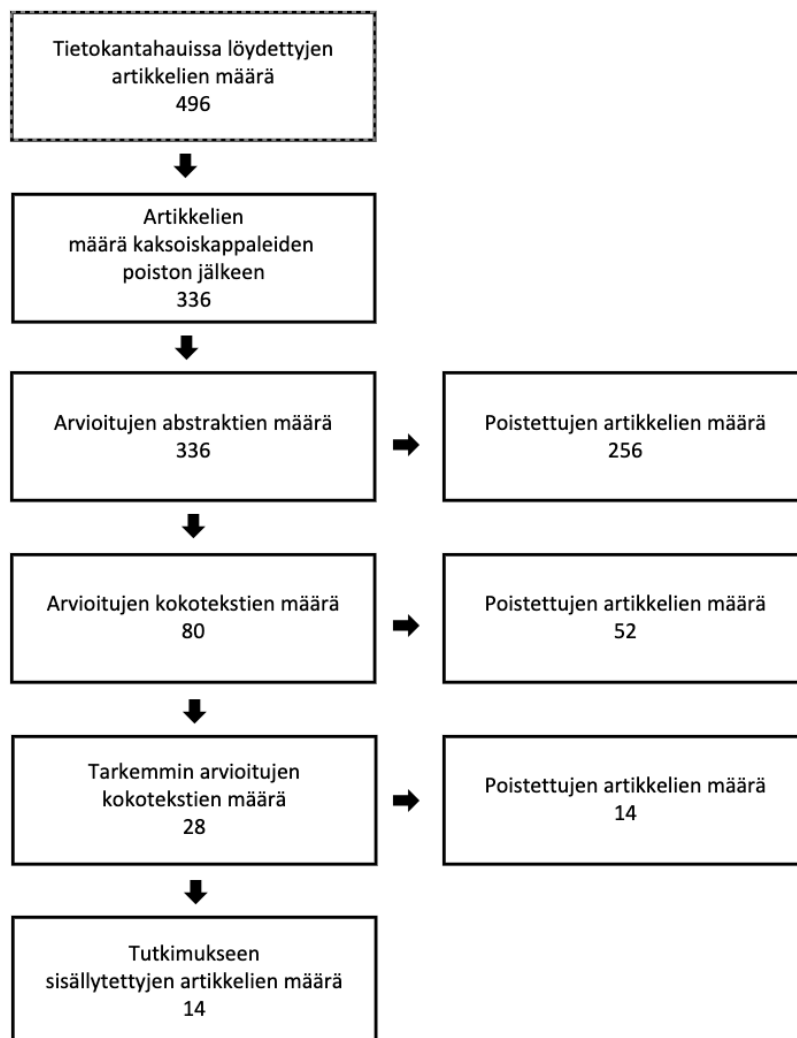 Tietokantahauissa löydettyjen
artikkelien määrä
496
Artikkelien
määrä kaksoiskappaleiden
poiston jälkeen
336
Arvioitujen abstraktien määrä
336
Poistettujen artikkelien määrä
256
Arvioitujen kokotekstien määrä
80
Poistettujen artikkelien määrä
52
Tarkemmin arvioitujen
kokotekstien määrä
28
Poistettujen artikkelien määrä
14
Tutkimukseen
sisällytettyjen artikkelien määrä
14